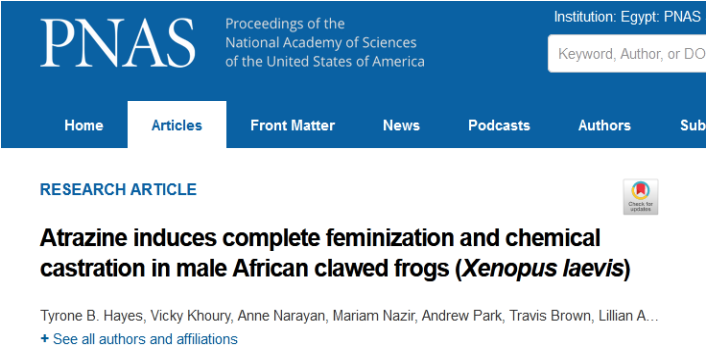 Institution: Egypt: PNAS
PNAS
Proceedings of the
National Academy of Sciences
of the United States of America
Keyword, Author, or DO
Home Articles Front Matter News Podcasts Authors Sub
RESEARCH ARTICLE
Check for
updates
Atrazine induces complete feminization and chemical
castration in male African clawed frogs (Xenopus laevis)
Tyrone B. Hayes, Vicky Khoury, Anne Narayan, Mariam Nazir, Andrew Park, Travis Brown, Lillian A...
+ See all authors and affiliations